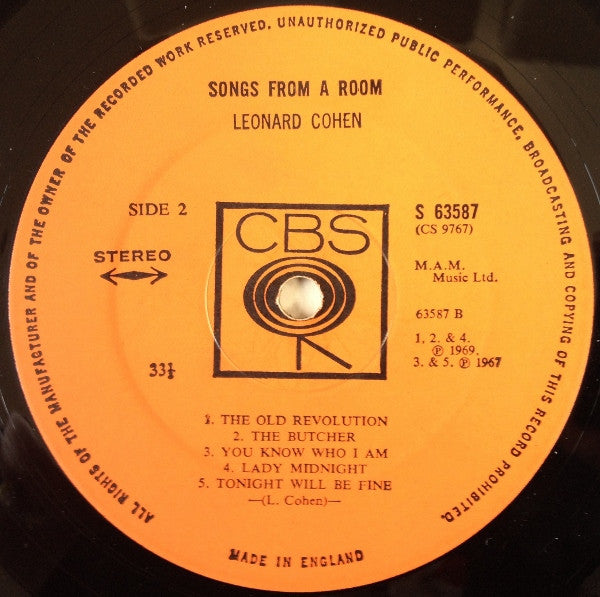 ALL RIGHTS OF THE MANUFACTURER AND OF THE OWNER OF THE RECORDED WORK RESERVED. UNAUTHORIZED PUBLIC PERFORMANCE, BROADCASTING AND COPYING OF THIS RECORD PROHIBITED.
SONGS FROM A ROOM
LEONARD COHEN
SIDE 2
CBS
S 63587
(CS 9767)
STEREO
M.A.M.
Music Ltd.
63587 B
33⅓
1, 2. & 4.
℗ 1969.
3. & 5. ℗ 1967
1. THE OLD REVOLUTION
2. THE BUTCHER
3. YOU KNOW WHO I AM
4. LADY MIDNIGHT
5. TONIGHT WILL BE FINE
—(L. Cohen)—
MADE IN ENGLAND